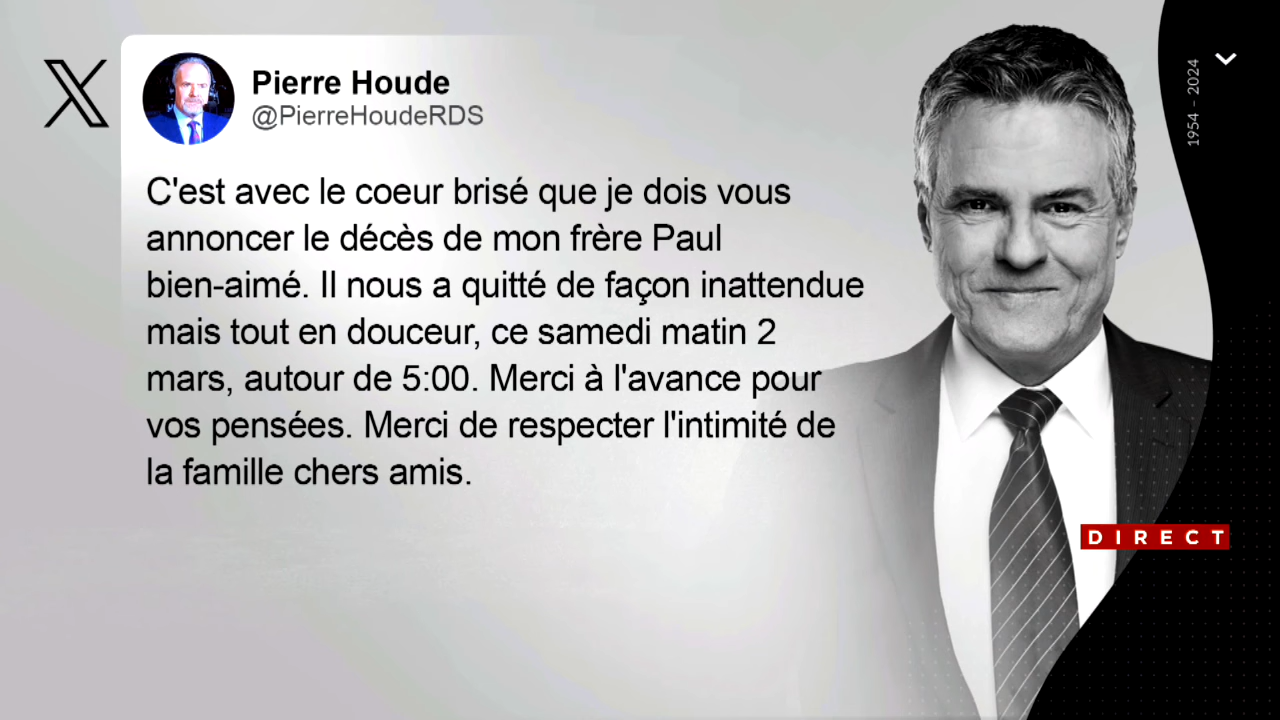 Pierre Houde
@PierreHoudeRDS
C'est avec le coeur brisé que je dois vous
annoncer le décès de mon frère Paul
bien-aimé. Il nous a quitté de façon inattendue
mais tout en douceur, ce samedi matin 2
mars, autour de 5:00. Merci à l'avance pour
vos pensées. Merci de respecter l'intimité de
la famille chers amis.
1954 - 2024
DIRECT